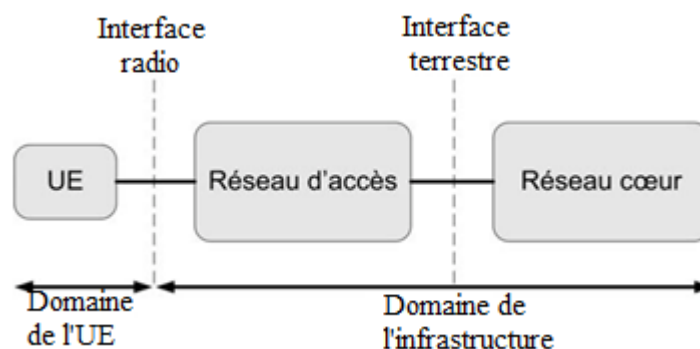 Interface
radio
Interface
terrestre
UE
Réseau d'accès
Réseau cœur
Domaine
de l'UE
Domaine de
l'infrastructure